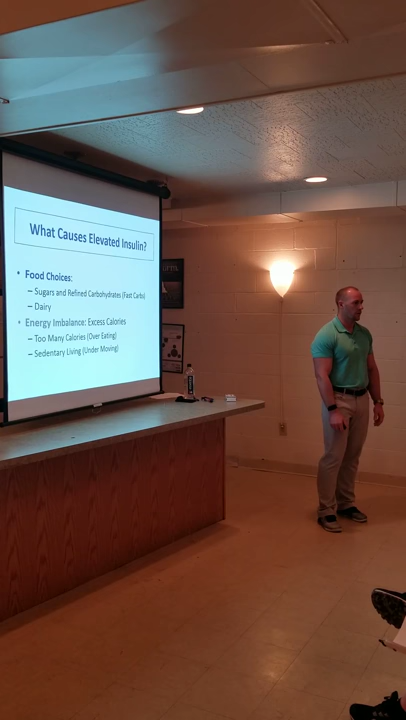 What Causes Elevated Insulin?
• Food Choices:
– Sugars and Refined Carbohydrates (Fast Carbs)
– Dairy
• Energy Imbalance: Excess Calories
– Too Many Calories (Over Eating)
– Sedentary Living (Under Moving)